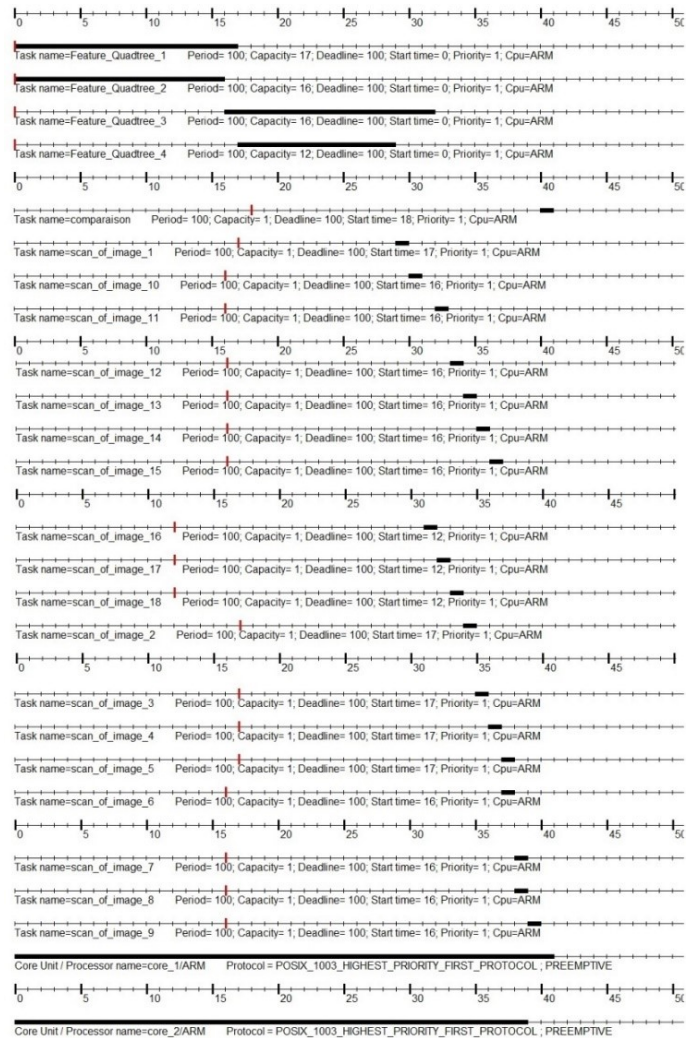 0 5 10 15 20 25 30 35 40 45 50
Task name=Feature_Quadtree_1 Period= 100; Capacity= 17; Deadline= 100; Start time= 0; Priority= 1; Cpu=ARM
Task name=Feature_Quadtree_2 Period= 100; Capacity= 16; Deadline= 100; Start time= 0; Priority= 1; Cpu=ARM
Task name=Feature_Quadtree_3 Period= 100; Capacity= 16; Deadline= 100; Start time= 0; Priority= 1; Cpu=ARM
Task name=Feature_Quadtree_4 Period= 100; Capacity= 12; Deadline= 100; Start time= 0; Priority= 1; Cpu=ARM
0 5 10 15 20 25 30 35 40 45 50
Task name=comparaison Period= 100; Capacity= 1; Deadline= 100; Start time= 18; Priority= 1; Cpu=ARM
Task name=scan_of_image_1 Period= 100; Capacity= 1; Deadline= 100; Start time= 17; Priority= 1; Cpu=ARM
Task name=scan_of_image_10 Period= 100; Capacity= 1; Deadline= 100; Start time= 16; Priority= 1; Cpu=ARM
Task name=scan_of_image_11 Period= 100; Capacity= 1; Deadline= 100; Start time= 16; Priority= 1; Cpu=ARM
0 5 10 15 20 25 30 35 40 45 50
Task name=scan_of_image_12 Period= 100; Capacity= 1; Deadline= 100; Start time= 16; Priority= 1; Cpu=ARM
Task name=scan_of_image_13 Period= 100; Capacity= 1; Deadline= 100; Start time= 16; Priority= 1; Cpu=ARM
Task name=scan_of_image_14 Period= 100; Capacity= 1; Deadline= 100; Start time= 16; Priority= 1; Cpu=ARM
Task name=scan_of_image_15 Period= 100; Capacity= 1; Deadline= 100; Start time= 16; Priority= 1; Cpu=ARM
0 5 10 15 20 25 30 35 40 45
Task name=scan_of_image_16 Period= 100; Capacity= 1; Deadline= 100; Start time= 12; Priority= 1; Cpu=ARM
Task name=scan_of_image_17 Period= 100; Capacity= 1; Deadline= 100; Start time= 12; Priority= 1; Cpu=ARM
Task name=scan_of_image_18 Period= 100; Capacity= 1; Deadline= 100; Start time= 12; Priority= 1; Cpu=ARM
Task name=scan_of_image_2 Period= 100; Capacity= 1; Deadline= 100; Start time= 17; Priority= 1; Cpu=ARM
0 5 10 15 20 25 30 35 40 45
Task name=scan_of_image_3 Period= 100; Capacity= 1; Deadline= 100; Start time= 17; Priority= 1; Cpu=ARM
Task name=scan_of_image_4 Period= 100; Capacity= 1; Deadline= 100; Start time= 17; Priority= 1; Cpu=ARM
Task name=scan_of_image_5 Period= 100; Capacity= 1; Deadline= 100; Start time= 17; Priority= 1; Cpu=ARM
Task name=scan_of_image_6 Period= 100; Capacity= 1; Deadline= 100; Start time= 16; Priority= 1; Cpu=ARM
0 5 10 15 20 25 30 35 40 45 50
Task name=scan_of_image_7 Period= 100; Capacity= 1; Deadline= 100; Start time= 16; Priority= 1; Cpu=ARM
Task name=scan_of_image_8 Period= 100; Capacity= 1; Deadline= 100; Start time= 16; Priority= 1; Cpu=ARM
Task name=scan_of_image_9 Period= 100; Capacity= 1; Deadline= 100; Start time= 16; Priority= 1; Cpu=ARM
Core Unit / Processor name=core_1/ARM Protocol = POSIX_1003_HIGHEST_PRIORITY_FIRST_PROTOCOL ; PREEMPTIVE
0 5 10 15 20 25 30 35 40 45 50
Core Unit / Processor name=core_2/ARM Protocol = POSIX_1003_HIGHEST_PRIORITY_FIRST_PROTOCOL ; PREEMPTIVE